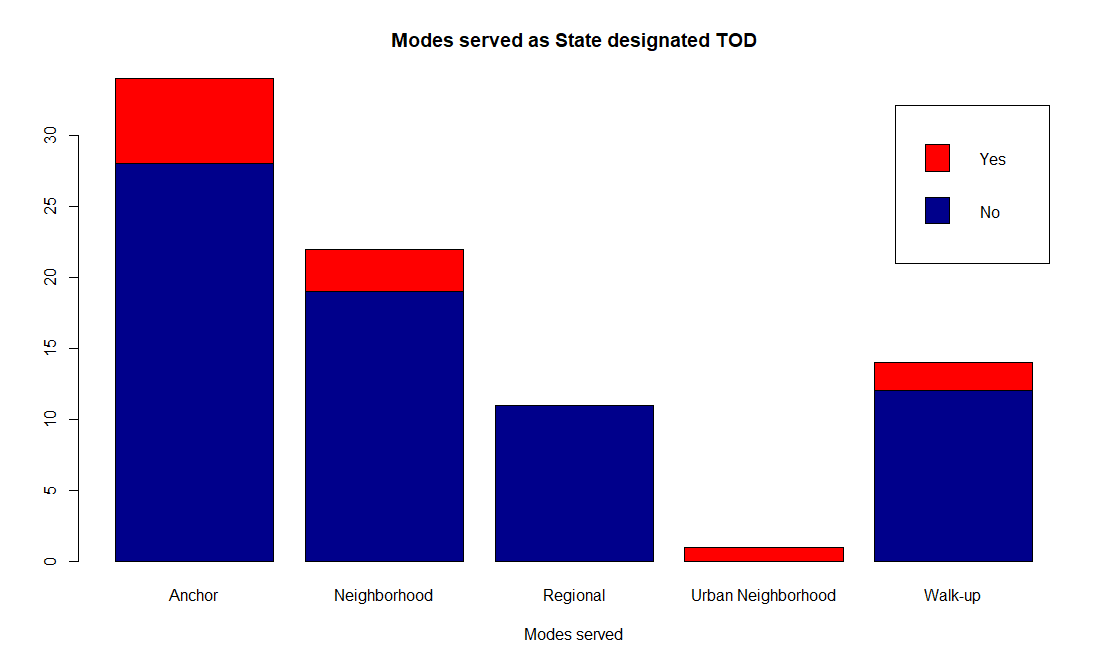 Modes served as State designated TOD
Yes
No
30
25
20
15
10
5
0
Anchor
Neighborhood
Regional
Urban Neighborhood
Walk-up
Modes served